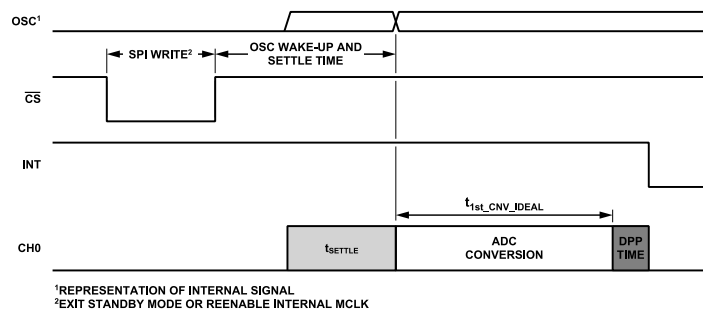 OSC¹
SPI WRITE²
OSC WAKE-UP AND
SETTLE TIME
CS
INT
t1st_CNV_IDEAL
CH0
tSETTLE
ADC
CONVERSION
DPP
TIME
¹REPRESENTATION OF INTERNAL SIGNAL
²EXIT STANDBY MODE OR REENABLE INTERNAL MCLK